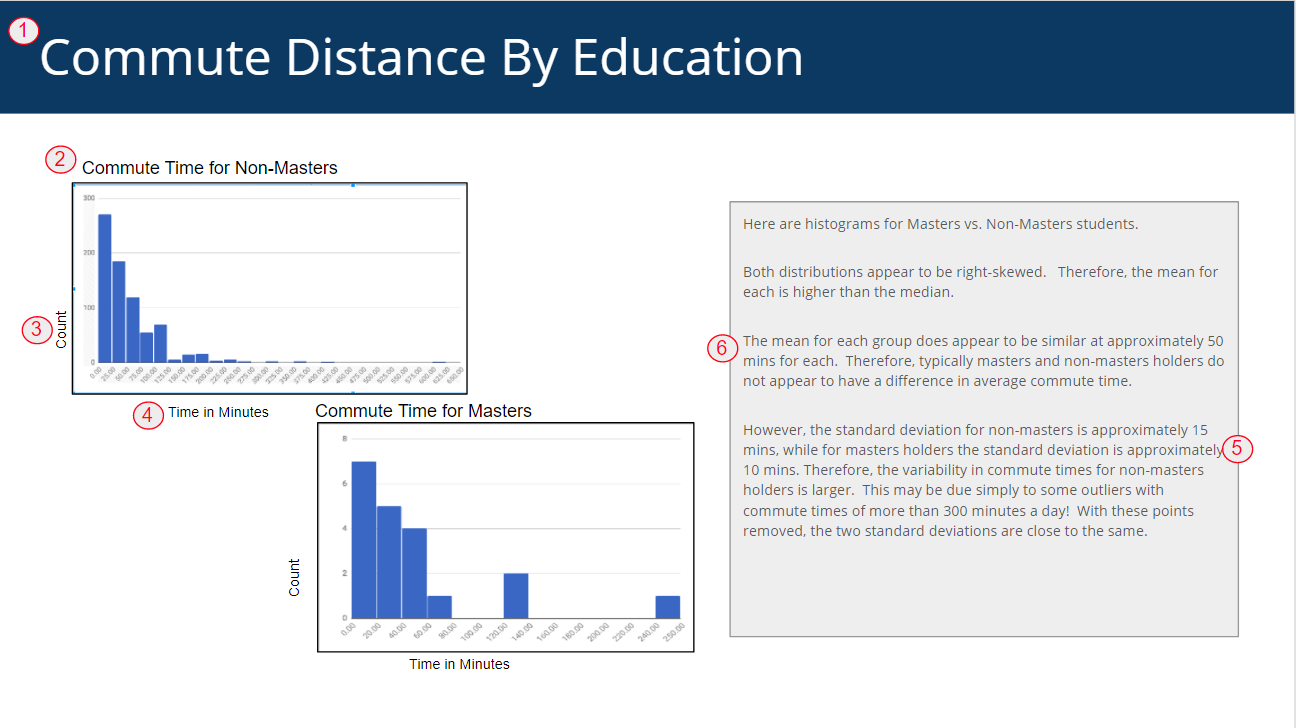 1
Commute Distance By Education
2
Commute Time for Non-Masters
300
200
100
0
3
Count
0.00 25.00 50.00 75.00 100.00 125.00 150.00 175.00 200.00 225.00 250.00 275.00 300.00 325.00 350.00 375.00 400.00 425.00 450.00 475.00 500.00 525.00 550.00 575.00 600.00 625.00 650.00
4
Time in Minutes
Commute Time for Masters
8
6
4
2
0
Count
0.00 20.00 40.00 60.00 80.00 100.00 120.00 140.00 160.00 180.00 200.00 220.00 240.00
Time in Minutes
Here are histograms for Masters vs. Non-Masters students.
Both distributions appear to be right-skewed. Therefore, the mean for
each is higher than the median.
6
The mean for each group does appear to be similar at approximately 50
mins for each. Therefore, typically masters and non-masters holders do
not appear to have a difference in average commute time.
However, the standard deviation for non-masters is approximately 15
mins, while for masters holders the standard deviation is approximately
5
10 mins. Therefore, the variability in commute times for non-masters
holders is larger. This may be due simply to some outliers with
commute times of more than 300 minutes a day! With these points
removed, the two standard deviations are close to the same.